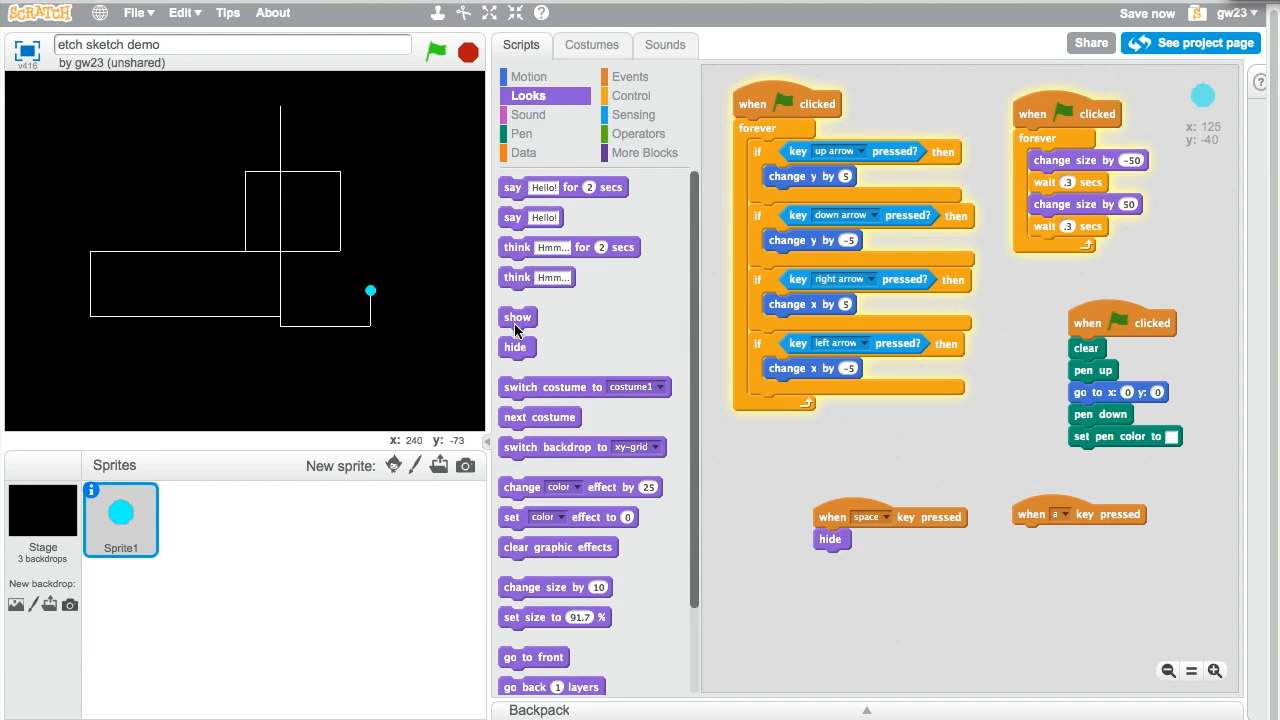 SCRATCH File Edit Tips About Save now S gw23
v416 etch sketch demo
by gw23 (unshared)
Scripts Costumes Sounds
Share See project page
Motion Events
Looks Control
Sound Sensing
Pen Operators
Data More Blocks
say Hello! for 2 secs
say Hello!
think Hmm... for 2 secs
think Hmm...
show
hide
switch costume to costume1
next costume
switch backdrop to xy-grid
change color effect by 25
set color effect to 0
clear graphic effects
change size by 10
set size to 91.7 %
go to front
go back 1 layers
when clicked
forever
if key up arrow pressed? then
change y by 5
if key down arrow pressed? then
change y by -5
if key right arrow pressed? then
change x by 5
if key left arrow pressed? then
change x by -5
when clicked
forever
change size by -50
wait .3 secs
change size by 50
wait .3 secs
x: 125
y: -40
when clicked
clear
pen up
go to x: 0 y: 0
pen down
set pen color to
when space key pressed
hide
when a key pressed
x: 240 y: -73
Sprites New sprite:
Stage
3 backdrops
New backdrop:
Sprite1
Backpack